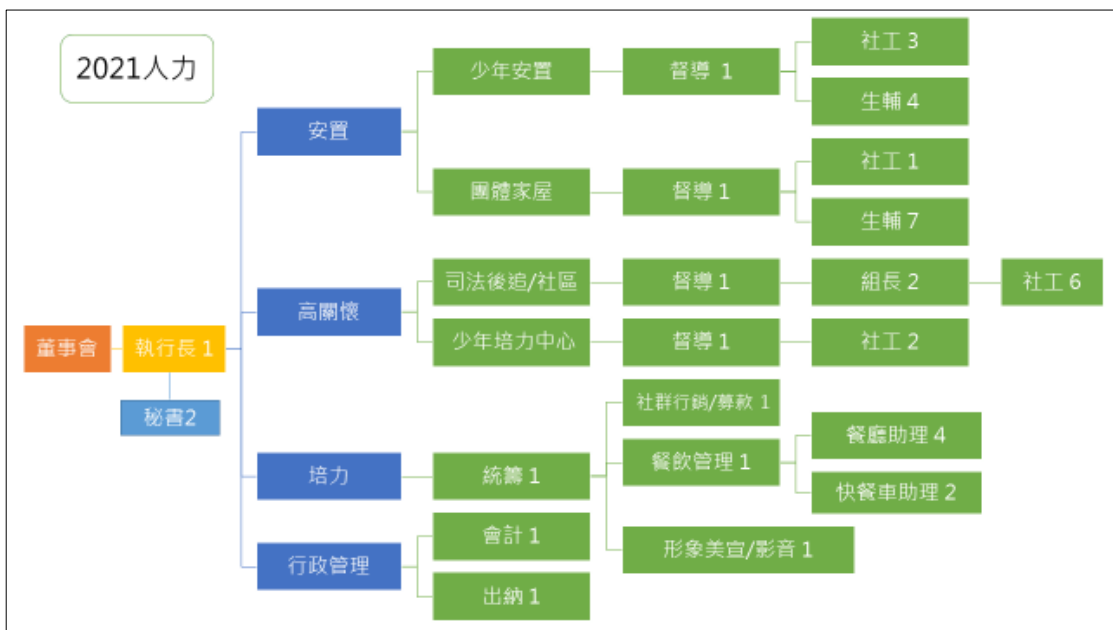 2021人力
董事會
執行長 1
秘書2
安置
少年安置
督導 1
社工 3
生輔 4
團體家屋
督導 1
社工 1
生輔 7
高關懷
司法後追/社區
督導 1
組長 2
社工 6
少年培力中心
督導 1
社工 2
培力
統籌 1
社群行銷/募款 1
餐飲管理 1
餐廳助理 4
快餐車助理 2
形象美宣/影音 1
行政管理
會計 1
出納 1